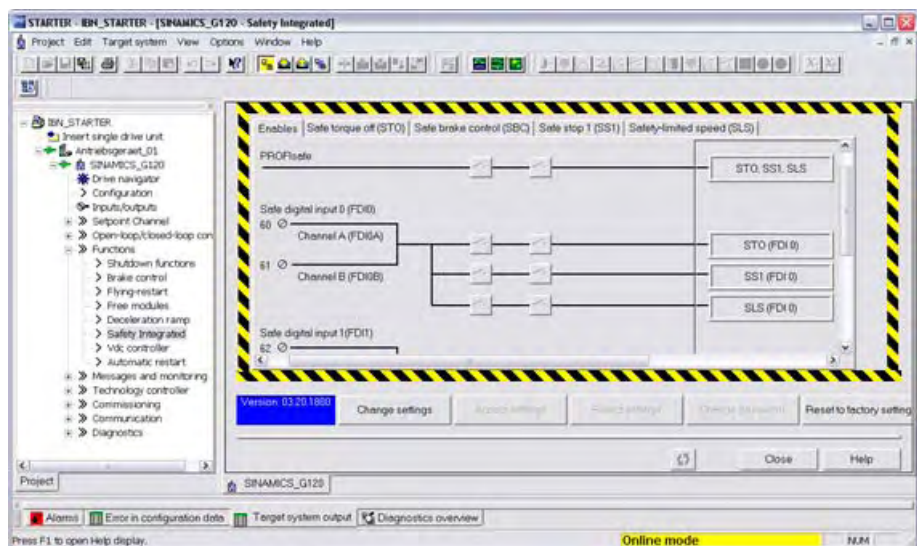 STARTER - IBN_STARTER - [SINAMICS_G120 - Safety Integrated]
Project Edit Target system View Options Window Help
IBN_STARTER
Insert single drive unit
Antriebsgeraet_01
SINAMICS_G120
Drive navigator
Configuration
Inputs/outputs
Setpoint Channel
Open-loop/closed-loop con
Functions
Shutdown functions
Brake control
Flying-restart
Free modules
Deceleration ramp
Safety Integrated
Vdc controller
Automatic restart
Messages and monitoring
Technology controller
Commissioning
Communication
Diagnostics
Project
Enables Safe torque off (STO) Safe brake control (SBC) Safe stop 1 (SS1) Safety-limited speed (SLS)
PROFIsafe
STO, SS1, SLS
Safe digital input 0 (FDI0)
60
Channel A (FDI0A)
STO (FDI 0)
61
Channel B (FDI0B)
SS1 (FDI 0)
SLS (FDI 0)
Safe digital input 1(FDI1)
62
Version: 03.20.1800 Change settings Change password Reset to factory setting
Close Help
SINAMICS_G120
Alarms Error in configuration data Target system output Diagnostics overview
Press F1 to open Help display. Online mode NUM